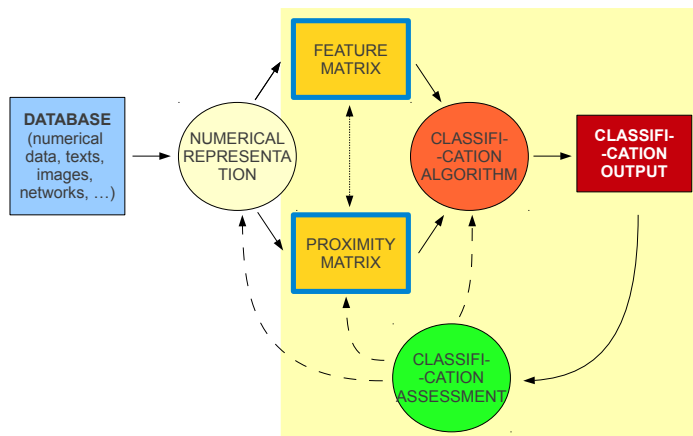 DATABASE
(numerical
data, texts,
images,
networks, …)
NUMERICAL
REPRESENTA
TION
FEATURE
MATRIX
PROXIMITY
MATRIX
CLASSIFI-
-CATION
ALGORITHM
CLASSIFI-
-CATION
OUTPUT
CLASSIFI-
-CATION
ASSESSMENT